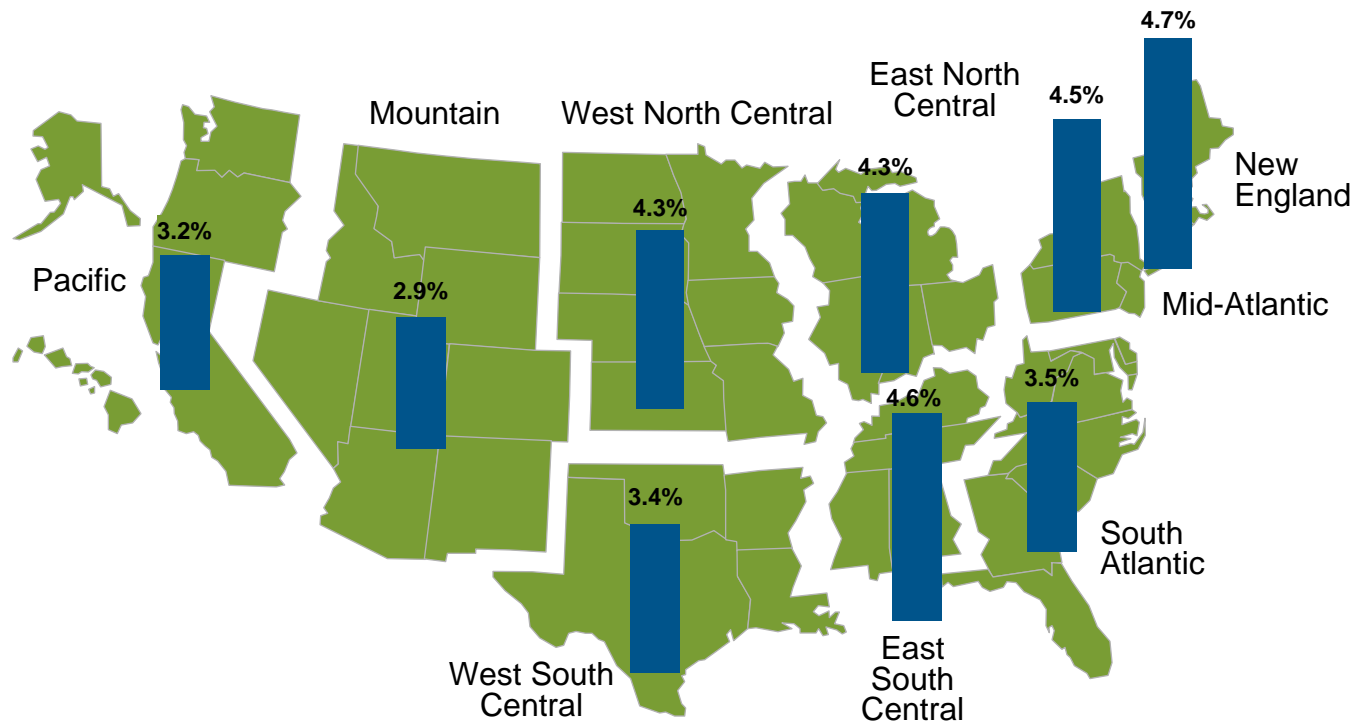 4.7%
East North
Central
4.5%
Mountain
West North Central
New
England
4.3%
4.3%
3.2%
Pacific
2.9%
Mid-Atlantic
3.5%
4.6%
3.4%
South
Atlantic
West South
Central
East
South
Central